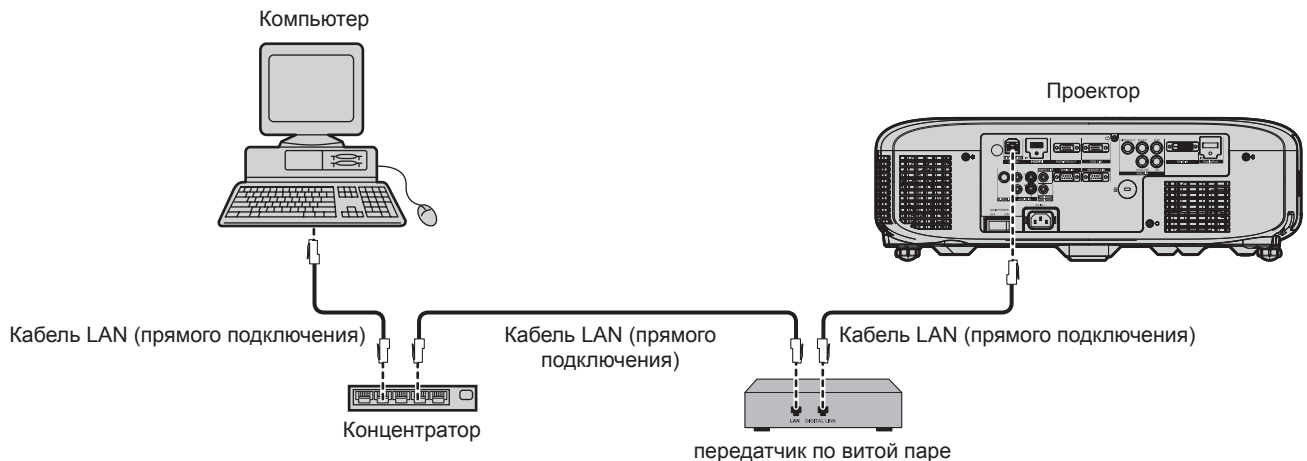 Компьютер
Проектор
Кабель LAN (прямого подключения)
Кабель LAN (прямого
подключения)
Кабель LAN (прямого подключения)
LAN DIGITAL LINK
Концентратор
передатчик по витой паре